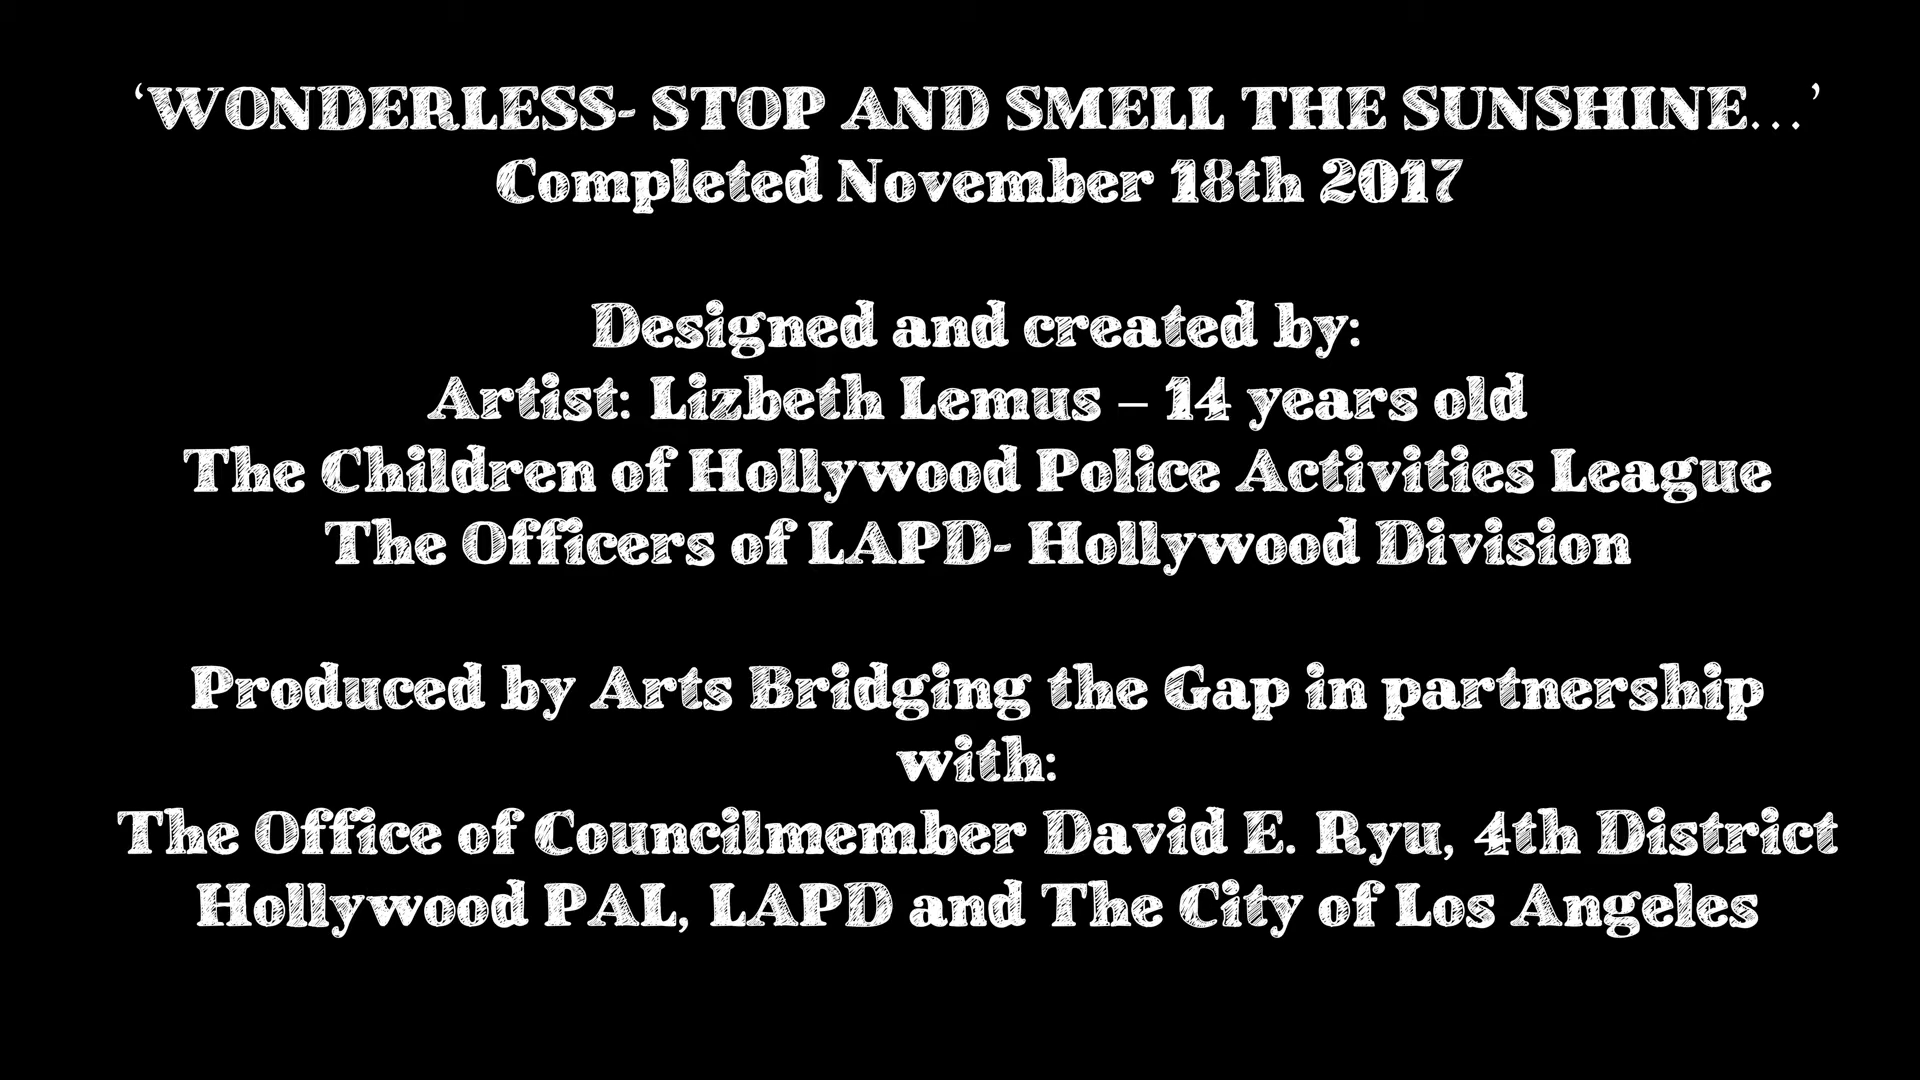 ‘WONDERLESS- STOP AND SMELL THE SUNSHINE...’
Completed November 18th 2017
Designed and created by:
Artist: Lizbeth Lemus – 14 years old
The Children of Hollywood Police Activities League
The Officers of LAPD- Hollywood Division
Produced by Arts Bridging the Gap in partnership
with:
The Office of Councilmember David E. Ryu, 4th District
Hollywood PAL, LAPD and The City of Los Angeles